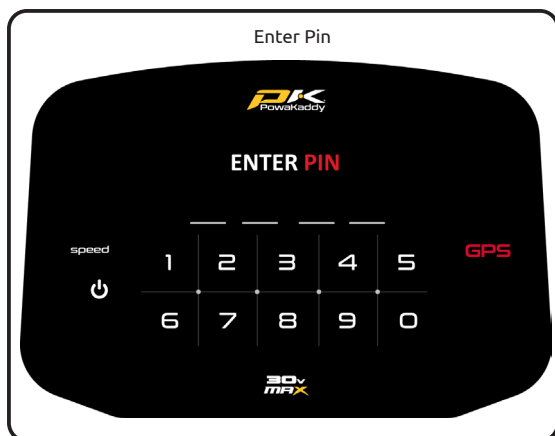 Enter Pin
PK
PowaKaddy
ENTER PIN
speed
GPS
1 2 3 4 5
6 7 8 9 0
30v
MAX